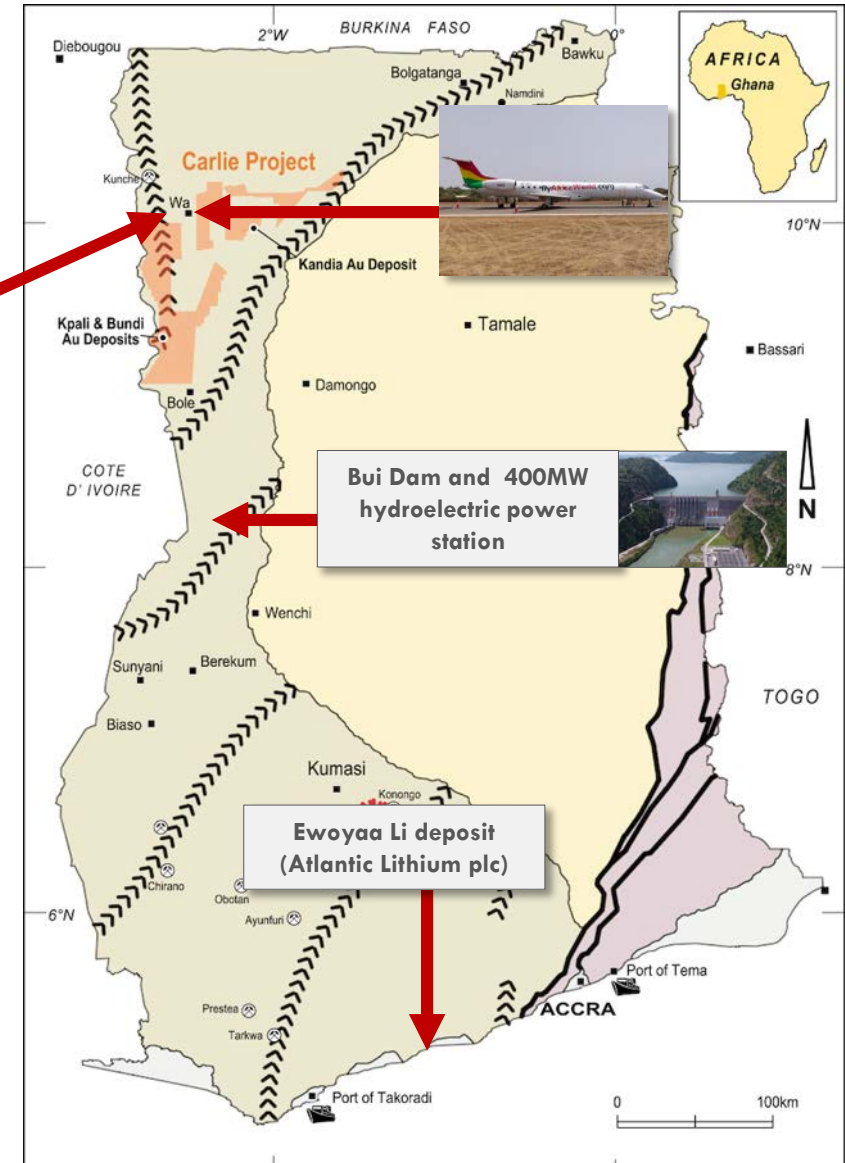 BURKINA FASO
2°W
0°
Diebougou
Bawku
Bolgatanga
Namdini
AFRICA
Ghana
Carlie Project
Kunche
Wa
10°N
Kandia Au Deposit
Kpali & Bundi
Au Deposits
Tamale
Bassari
Damongo
Bole
COTE
D' IVOIRE
Bui Dam and 400MW
hydroelectric power
station
N
8°N
Wenchi
Sunyani
Berekum
TOGO
Biaso
Kumasi
Konongo
Ewoyaa Li deposit
(Atlantic Lithium plc)
Chirano
Obotan
Ayunfuri
6°N
Port of Tema
ACCRA
Prestea
Tarkwa
Port of Takoradi
0
100km